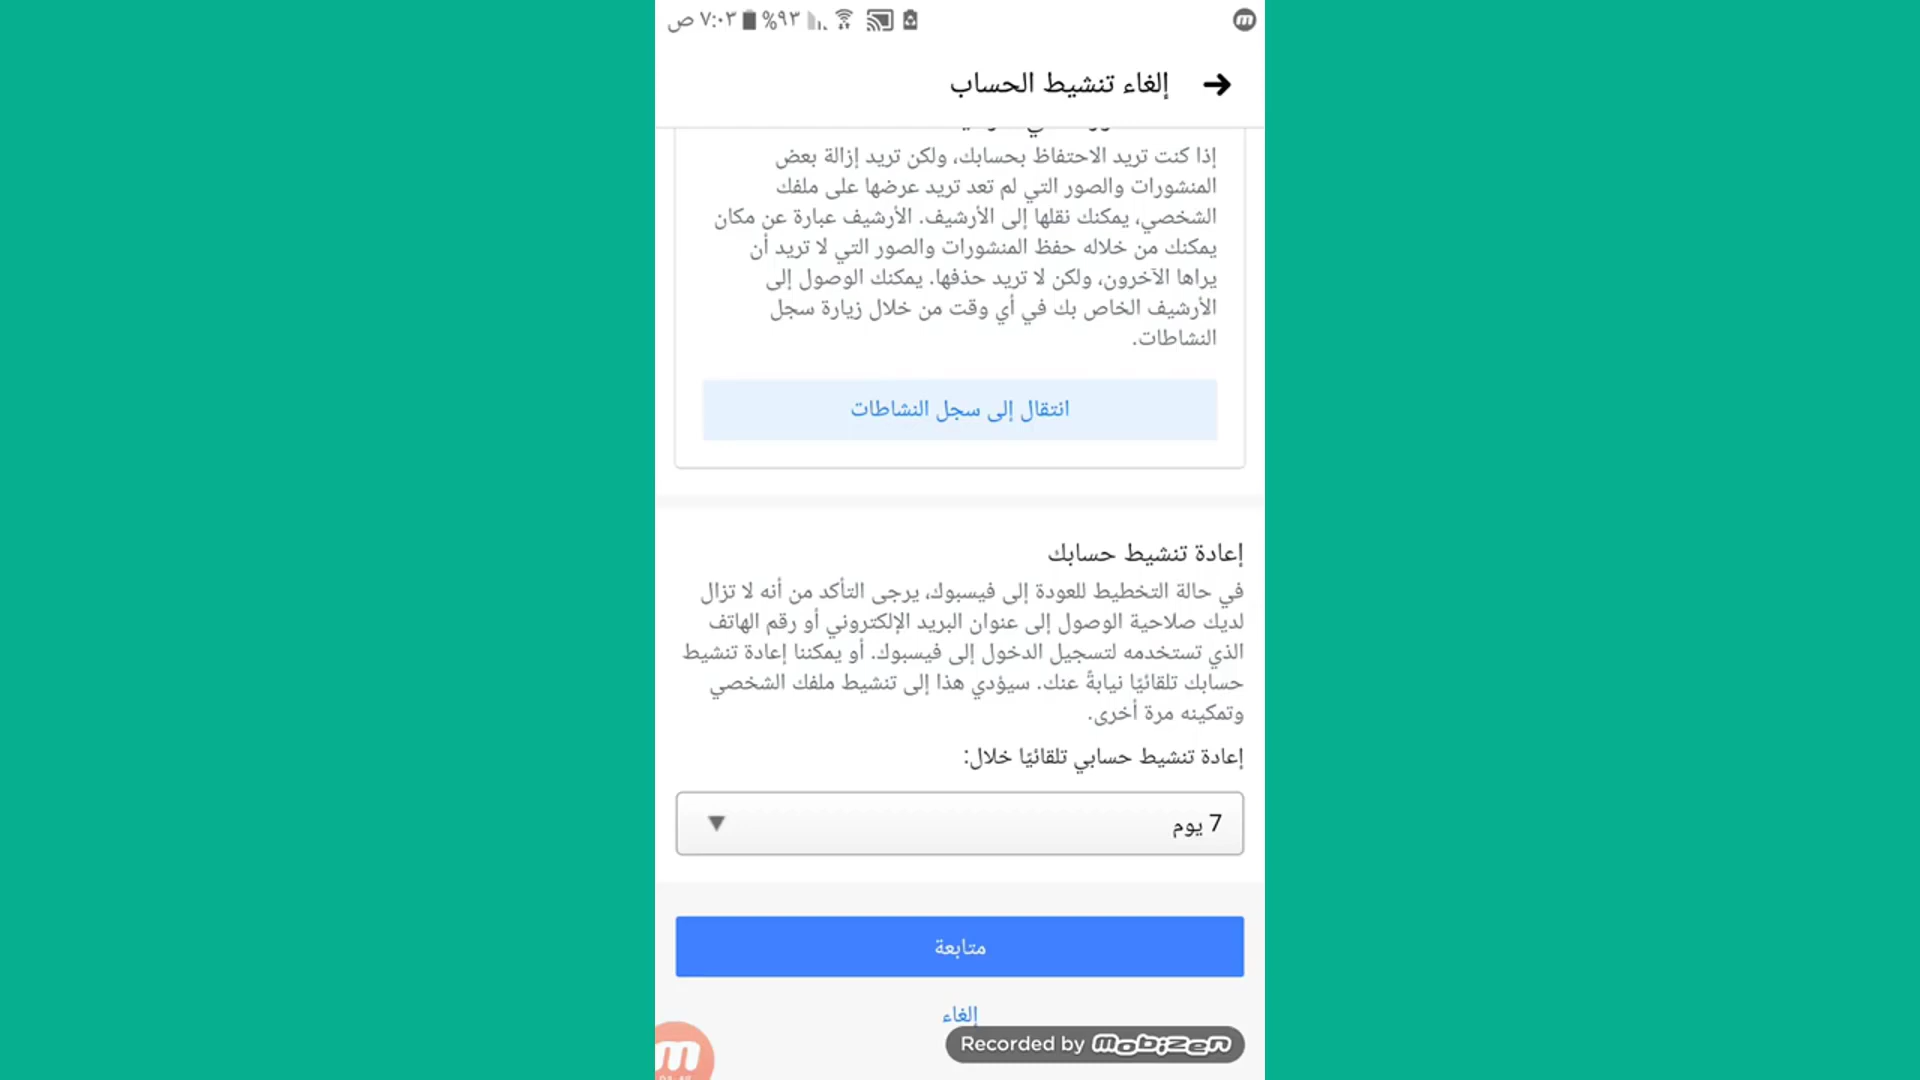 ٧:٠٣ ص ٩٣%
إلغاء تنشيط الحساب
إذا كنت تريد الاحتفاظ بحسابك، ولكن تريد إزالة بعض
المنشورات والصور التي لم تعد تريد عرضها على ملفك
الشخصي، يمكنك نقلها إلى الأرشيف. الأرشيف عبارة عن مكان
يمكنك من خلاله حفظ المنشورات والصور التي لا تريد أن
يراها الآخرون، ولكن لا تريد حذفها. يمكنك الوصول إلى
الأرشيف الخاص بك في أي وقت من خلال زيارة سجل
النشاطات.
انتقال إلى سجل النشاطات
إعادة تنشيط حسابك
في حالة التخطيط للعودة إلى فيسبوك، يرجى التأكد من أنه لا تزال
لديك صلاحية الوصول إلى عنوان البريد الإلكتروني أو رقم الهاتف
الذي تستخدمه لتسجيل الدخول إلى فيسبوك. أو يمكننا إعادة تنشيط
حسابك تلقائيًا نيابةً عنك. سيؤدي هذا إلى تنشيط ملفك الشخصي
وتمكينه مرة أخرى.
إعادة تنشيط حسابي تلقائيًا خلال:
7 يوم
متابعة
إلغاء
Recorded by mobizen